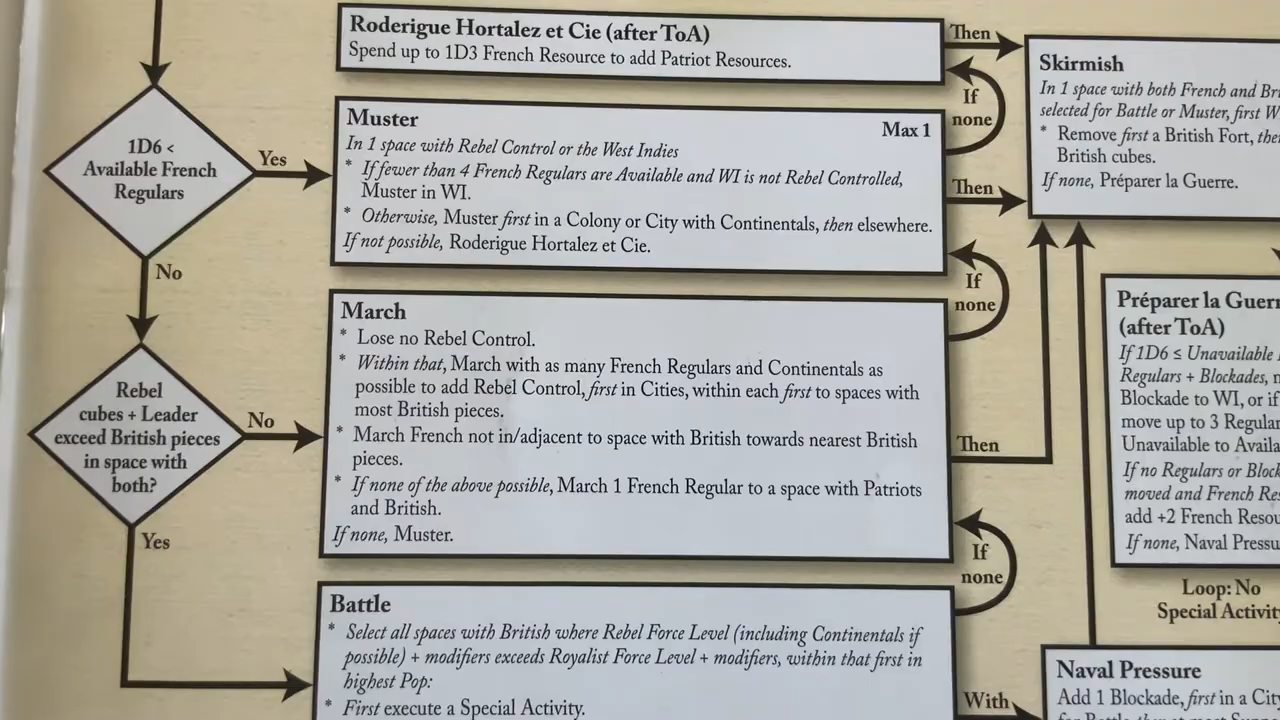 Roderigue Hortalez et Cie (after ToA)
Spend up to 1D3 French Resource to add Patriot Resources.
Then
If
none
1D6 <
Available French
Regulars
Yes
No
Muster
Max 1
In 1 space with Rebel Control or the West Indies
* If fewer than 4 French Regulars are Available and WI is not Rebel Controlled,
Muster in WI.
* Otherwise, Muster first in a Colony or City with Continentals, then elsewhere.
If not possible, Roderigue Hortalez et Cie.
Then
If
none
Skirmish
In 1 space with both French and
selected for Battle or Muster, first
* Remove first a British Fort,
British cubes.
If none, Préparer la Guerre.
Rebel
cubes + Leader
exceed British pieces
in space with
both?
No
Yes
March
* Lose no Rebel Control.
* Within that, March with as many French Regulars and Continentals as
possible to add Rebel Control, first in Cities, within each first to spaces with
most British pieces.
* March French not in/adjacent to space with British towards nearest British
pieces.
* If none of the above possible, March 1 French Regular to a space with Patriots
and British.
If none, Muster.
Then
If
none
Préparer la
(after ToA)
If 1D6 ≤ Unavailable
Regulars + Blockades,
Blockade to WI, or if
move up to 3
Unavailable to
If no Regulars or
moved and French
add +2 French
If none, Naval
Loop: No
Special
Battle
* Select all spaces with British where Rebel Force Level (including Continentals if
possible) + modifiers exceeds Royalist Force Level + modifiers, within that first in
highest Pop:
* First execute a Special Activity.
With
Naval Pressure
Add 1 Blockade, first in a